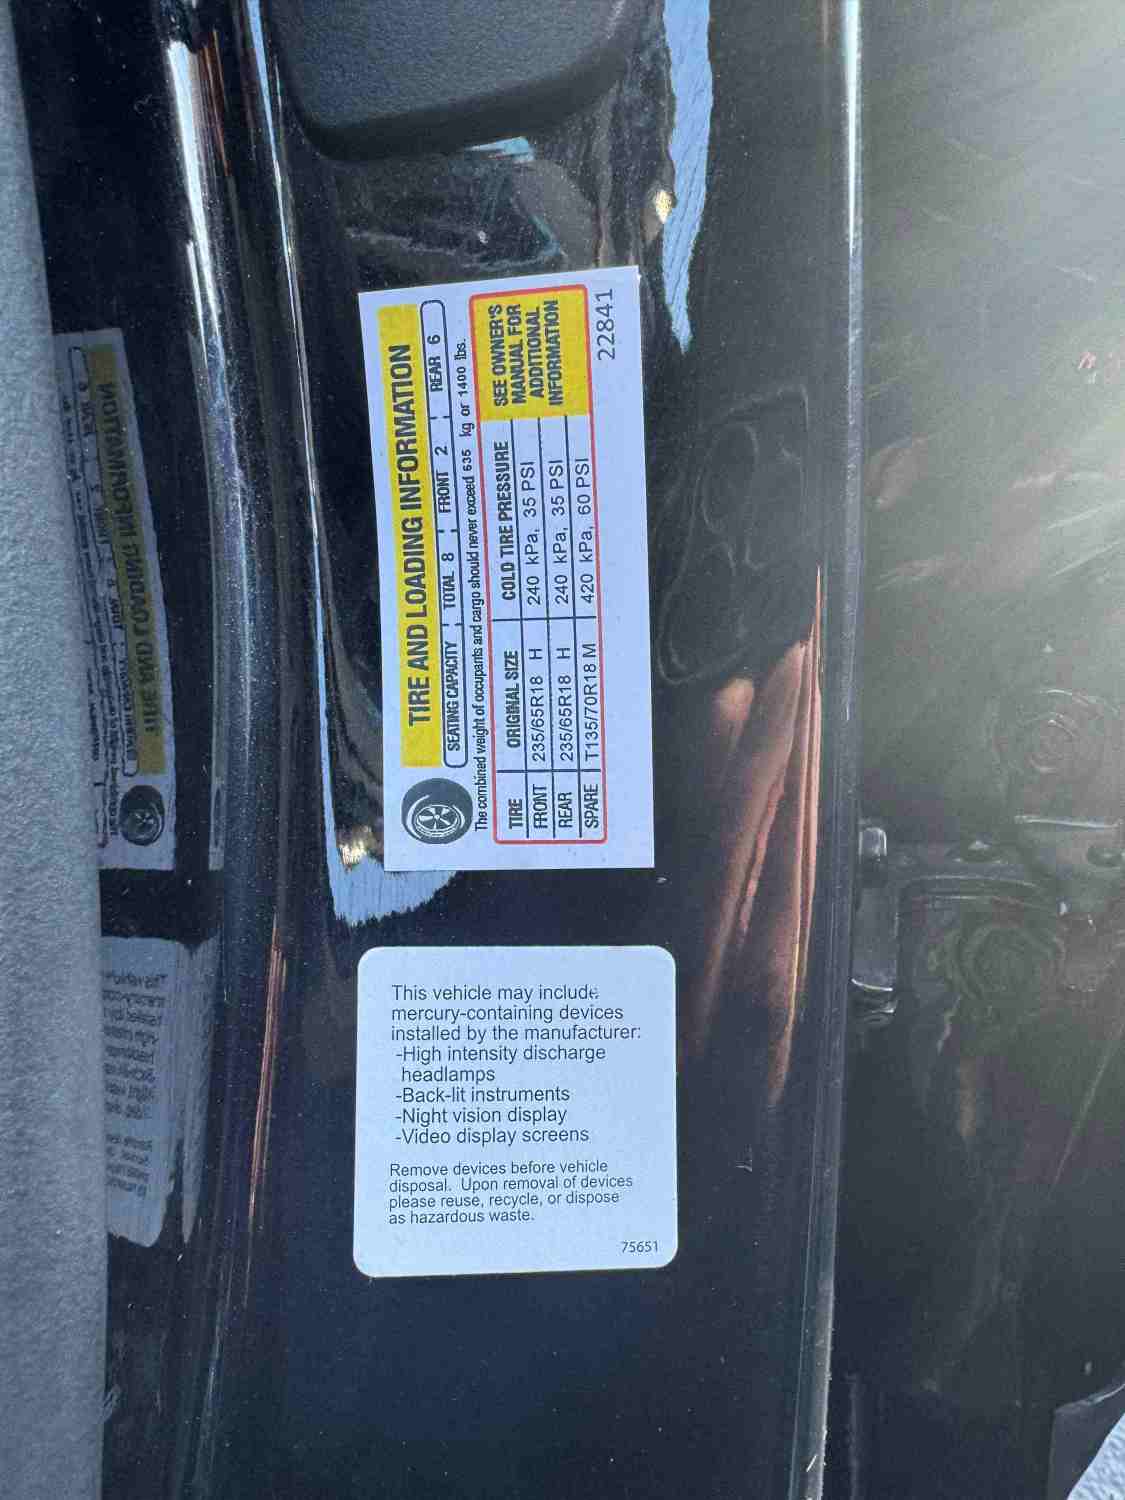 TIRE AND LOADING INFORMATION
SEATING CAPACITY TOTAL 8 FRONT 2 REAR 6
The combined weight of occupants and cargo should never exceed 635 kg or 1400 lbs.
TIRE ORIGINAL SIZE COLD TIRE PRESSURE
FRONT 235/65R18 H 240 kPa, 35 PSI
REAR 235/65R18 H 240 kPa, 35 PSI
SPARE T135/70R18 M 420 kPa, 60 PSI
SEE OWNER'S
MANUAL FOR
ADDITIONAL
INFORMATION
22841
This vehicle may include
mercury-containing devices
installed by the manufacturer:
-High intensity discharge
headlamps
-Back-lit instruments
-Night vision display
-Video display screens
Remove devices before vehicle
disposal. Upon removal of devices
please reuse, recycle, or dispose
as hazardous waste.
75651